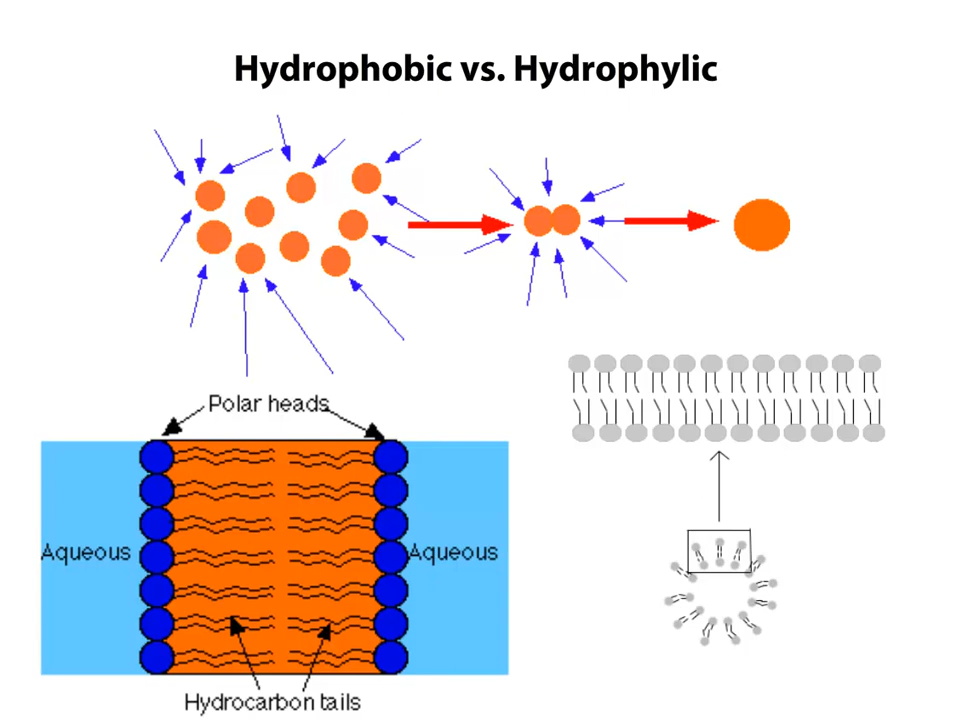 Hydrophobic vs. Hydrophylic
Polar heads
Aqueous
Aqueous
Hydrocarbon tails